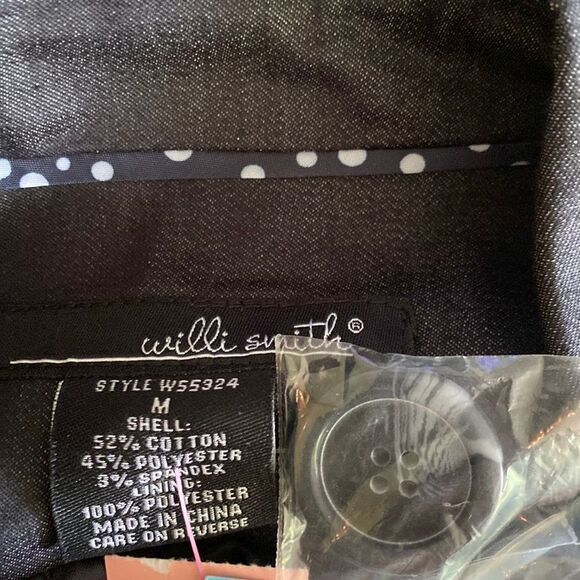 willi smith®
STYLE W55324
M
SHELL:
52% COTTON
45% POLYESTER
3% SPANDEX
LINING:
100% POLYESTER
MADE IN CHINA
CARE ON REVERSE